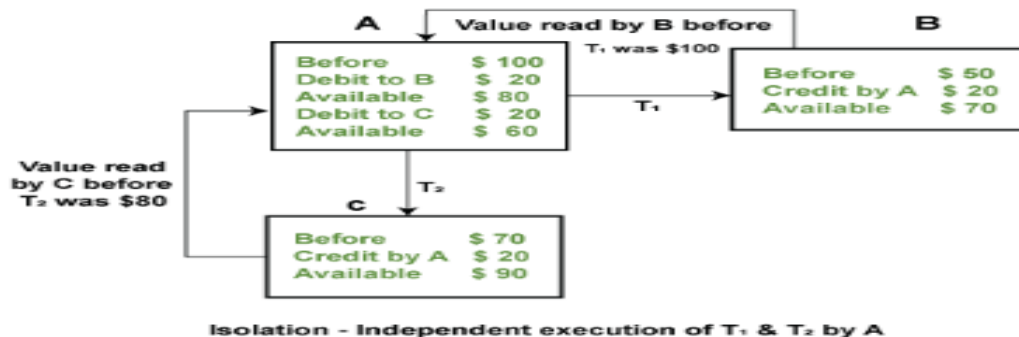 A
Value read by B before
T₁ was $100
B
Before $ 100
Debit to B $ 20
Available $ 80
Debit to C $ 20
Available $ 60
T₁
Before $ 50
Credit by A $ 20
Available $ 70
Value read
by C before
T₂ was $80
T₂
C
Before $ 70
Credit by A $ 20
Available $ 90
Isolation - Independent execution of T₁ & T₂ by A